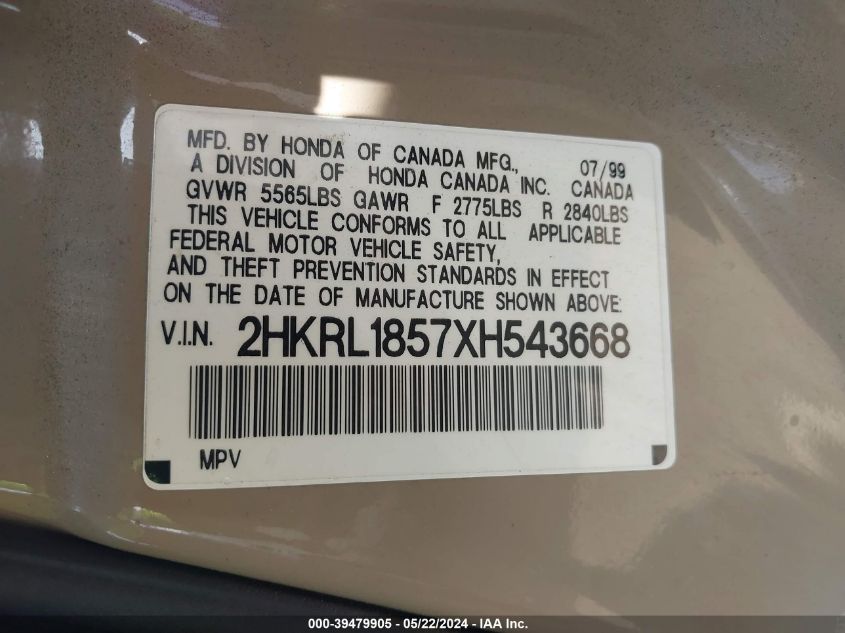 MFD. BY HONDA OF CANADA MFG., 07/99
A DIVISION OF HONDA CANADA INC. CANADA
GVWR 5565LBS GAWR F 2775LBS R 2840LBS
THIS VEHICLE CONFORMS TO ALL APPLICABLE
FEDERAL MOTOR VEHICLE SAFETY,
AND THEFT PREVENTION STANDARDS IN EFFECT
ON THE DATE OF MANUFACTURE SHOWN ABOVE.
V.I.N. 2HKRL1857XH543668
MPV
000-39479905 - 05/22/2024 - IAA Inc.